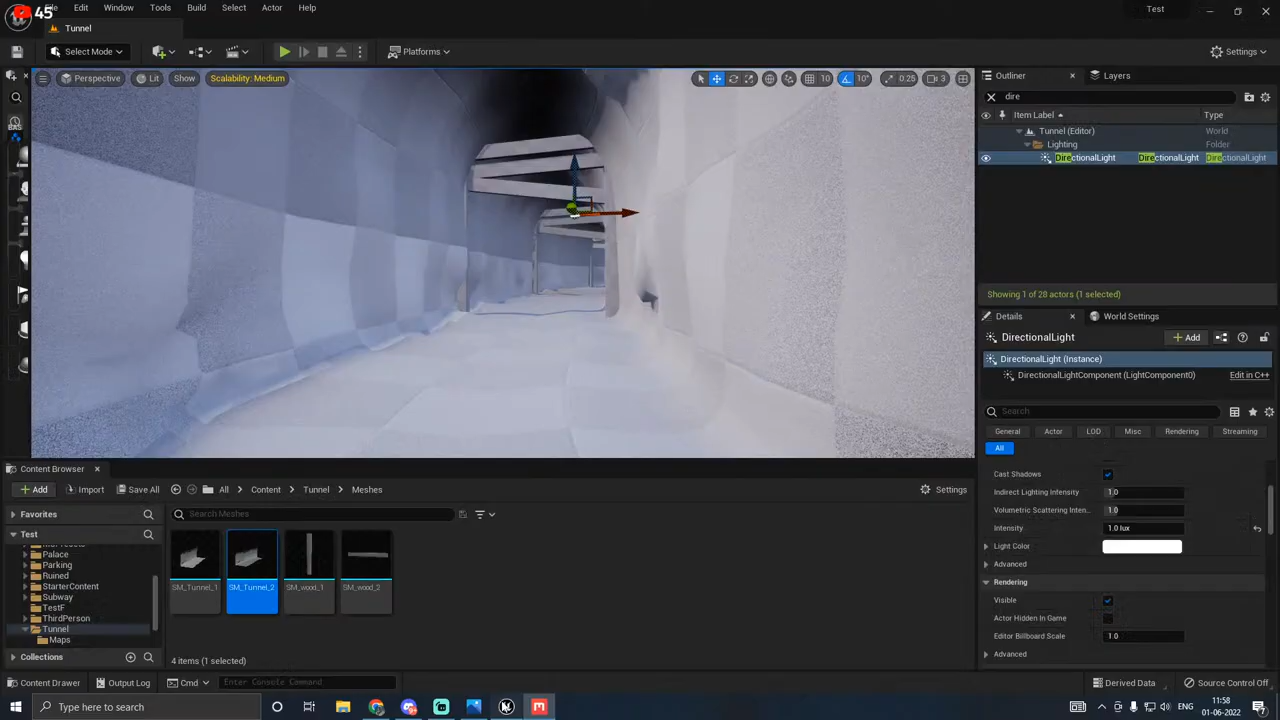 45
File Edit Window Tools Build Select Actor Help
Test
Tunnel
Select Mode
Platforms
Settings
Perspective
Lit
Show
Scalability: Medium
10
10°
0.25
3
Outliner
Layers
dire
Item Label
Type
Tunnel (Editor)
World
Lighting
Folder
DirectionalLight
DirectionalLight
DirectionalLight
Showing 1 of 28 actors (1 selected)
Details
World Settings
DirectionalLight
Add
DirectionalLight (Instance)
DirectionalLightComponent (LightComponent0)
Edit in C++
Search
General
Actor
LOD
Misc
Rendering
Streaming
All
Cast Shadows
Indirect Lighting Intensity
1.0
Volumetric Scattering Inten...
1.0
Intensity
1.0 lux
Light Color
Advanced
Rendering
Visible
Actor Hidden In Game
Editor Billboard Scale
1.0
Advanced
Content Browser
Add
Import
Save All
All
Content
Tunnel
Meshes
Settings
Favorites
Test
Palace
Parking
Ruined
StarterContent
Subway
TestF
ThirdPerson
Tunnel
Maps
Collections
Search Meshes
SM_Tunnel_1
SM_Tunnel_2
SM_wood_1
SM_wood_2
4 items (1 selected)
Content Drawer
Output Log
Cmd
Enter Console Command
Derived Data
Source Control Off
Type here to search
ENG
11:58
01-06-2022